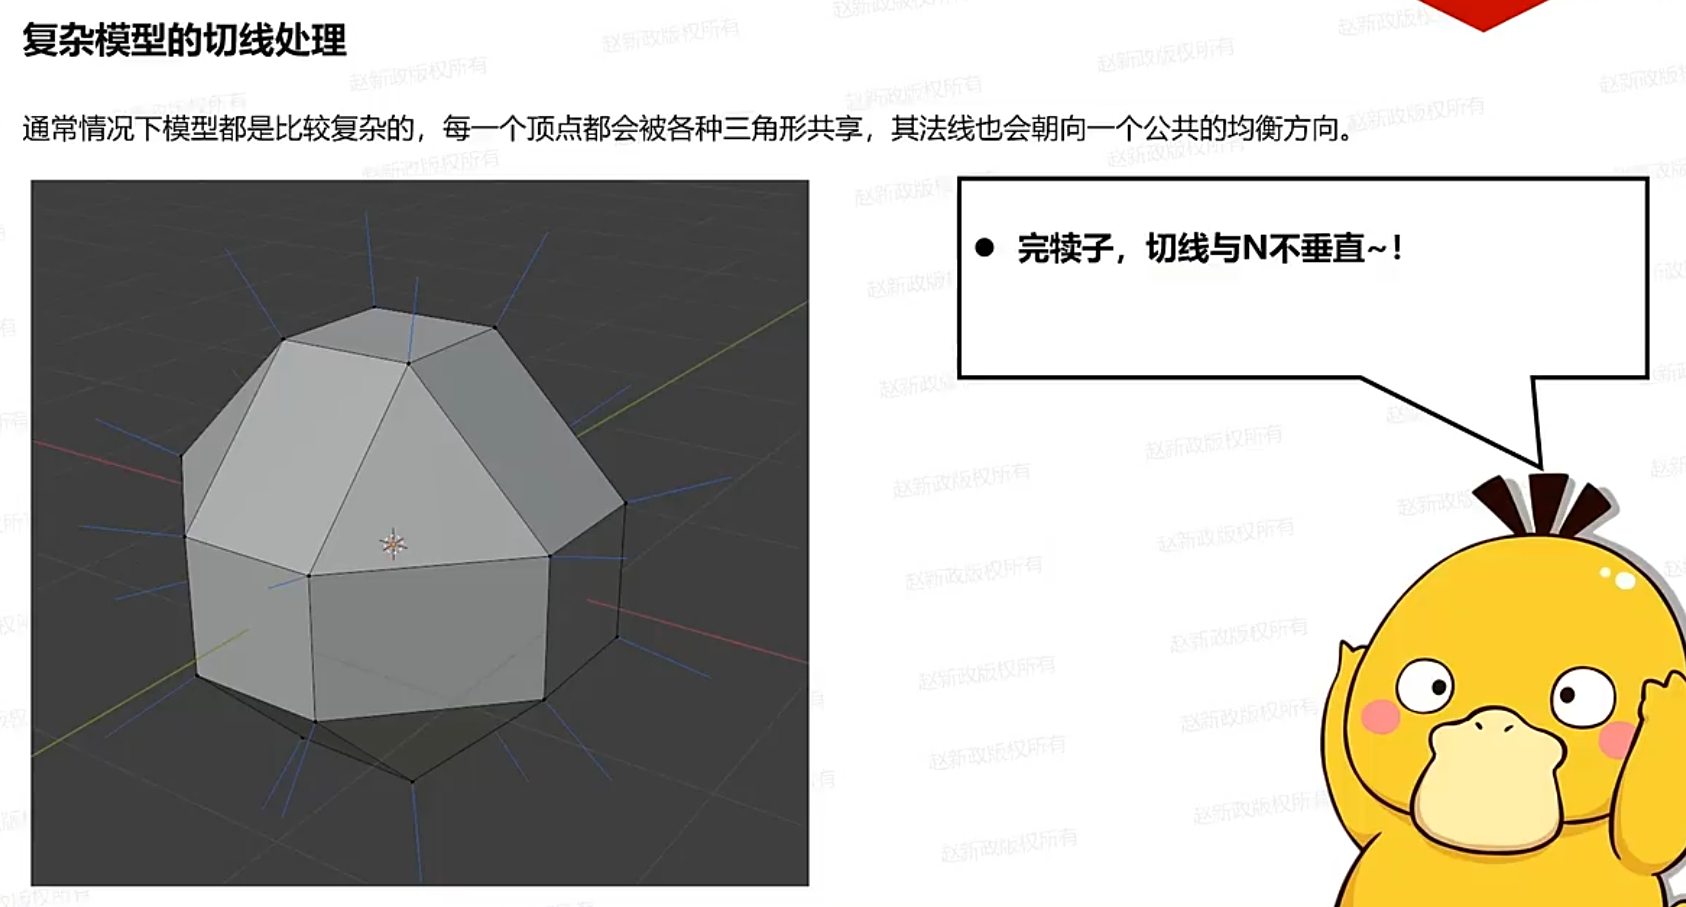 复杂模型的切线处理
通常情况下模型都是比较复杂的，每一个顶点都会被各种三角形共享，其法线也会朝向一个公共的均衡方向。
● 完犊子，切线与N不垂直~！
赵新政版权所有